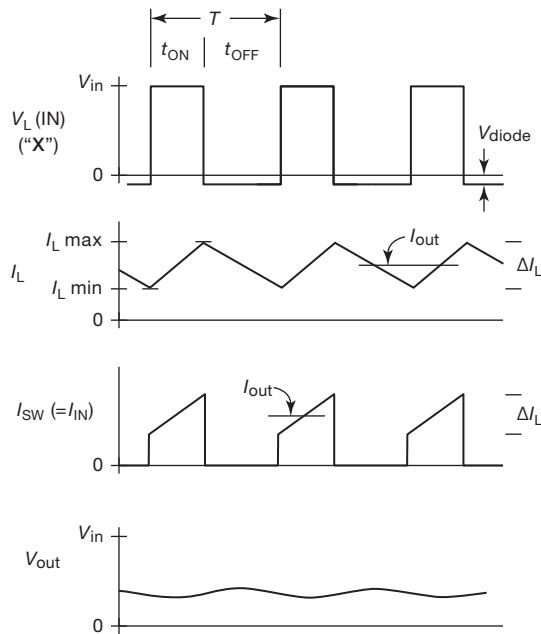 T
tON tOFF
Vin
VL (IN)
("X")
Vdiode
0
IL max
Iout
IL
ΔIL
IL min
0
Iout
ISW (=IIN)
ΔIL
0
Vin
Vout
0